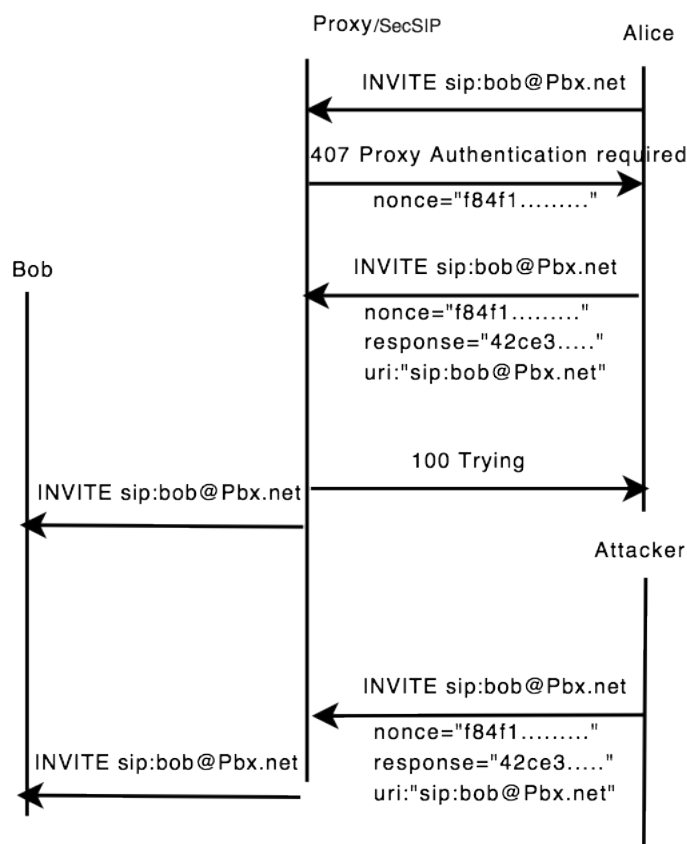 Proxy/SecSIP
Alice
INVITE sip:bob@Pbx.net
407 Proxy Authentication required
nonce="f84f1........."
Bob
INVITE sip:bob@Pbx.net
nonce="f84f1........."
response="42ce3....."
uri:"sip:bob@Pbx.net"
100 Trying
INVITE sip:bob@Pbx.net
Attacker
INVITE sip:bob@Pbx.net
nonce="f84f1........."
response="42ce3....."
uri:"sip:bob@Pbx.net"
INVITE sip:bob@Pbx.net